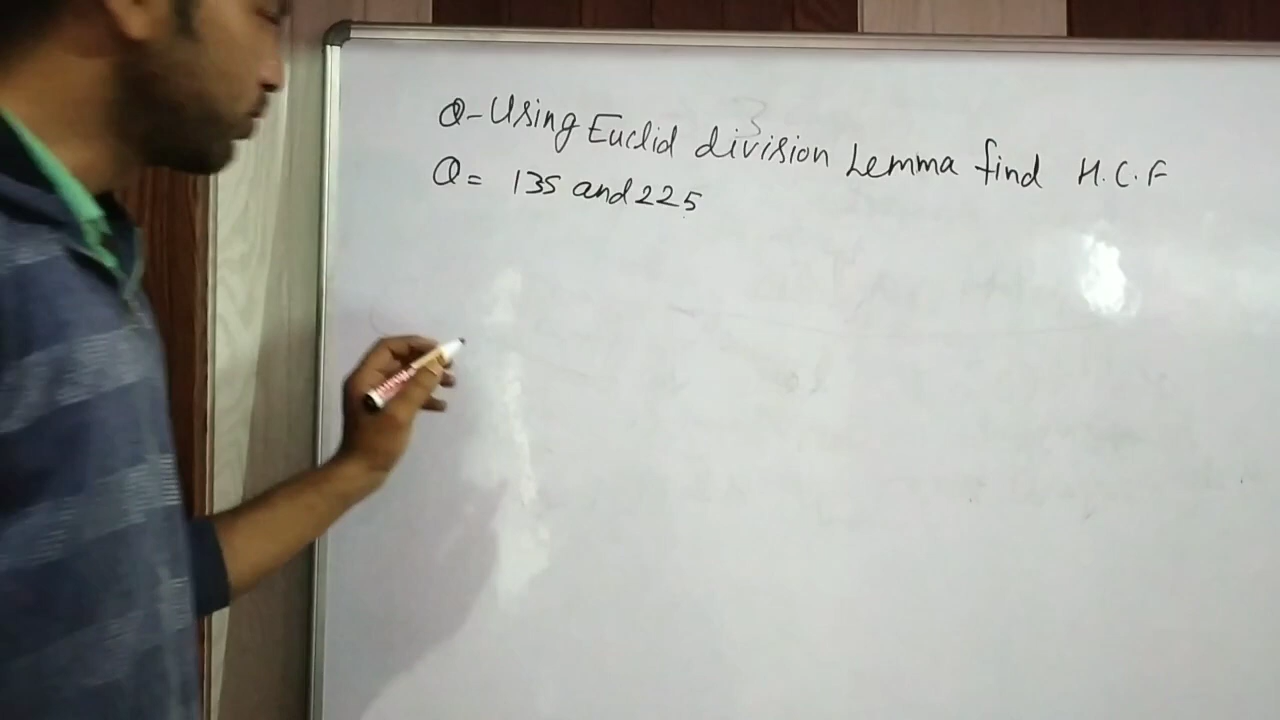 Q- Using Euclid division Lemma find H.C.F
Q= 135 and 225